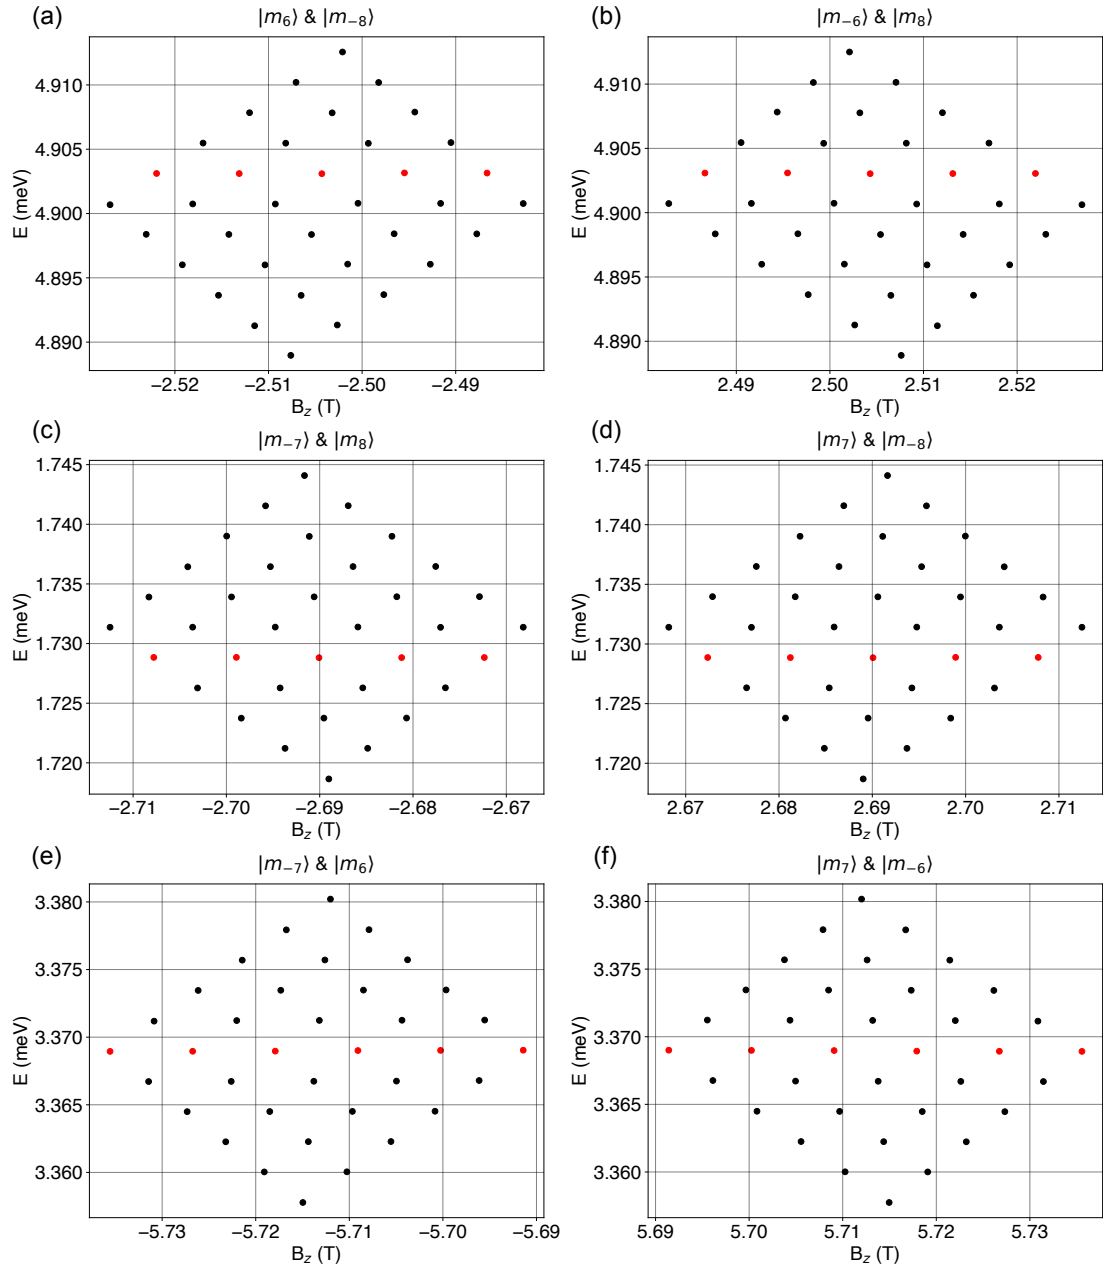 (a) |m₆⟩ & |m₋₈⟩
E (meV)
4.910
4.905
4.900
4.895
4.890
−2.52 −2.51 −2.50 −2.49
B_z (T)
(b) |m₋₆⟩ & |m₈⟩
E (meV)
4.910
4.905
4.900
4.895
4.890
2.49 2.50 2.51 2.52
B_z (T)
(c) |m₋₇⟩ & |m₈⟩
E (meV)
1.745
1.740
1.735
1.730
1.725
1.720
−2.71 −2.70 −2.69 −2.68 −2.67
B_z (T)
(d) |m₇⟩ & |m₋₈⟩
E (meV)
1.745
1.740
1.735
1.730
1.725
1.720
2.67 2.68 2.69 2.70 2.71
B_z (T)
(e) |m₋₇⟩ & |m₆⟩
E (meV)
3.380
3.375
3.370
3.365
3.360
−5.73 −5.72 −5.71 −5.70 −5.69
B_z (T)
(f) |m₇⟩ & |m₋₆⟩
E (meV)
3.380
3.375
3.370
3.365
3.360
5.69 5.70 5.71 5.72 5.73
B_z (T)